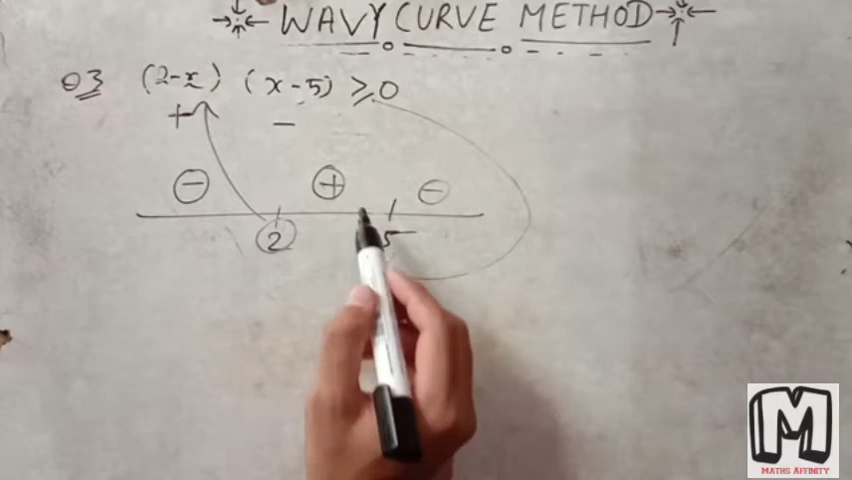 WAVY CURVE METHOD
Q3 (2-x) (x-5) ≥ 0
+ -
- + -
2 5
M
MATHS AFFINITY